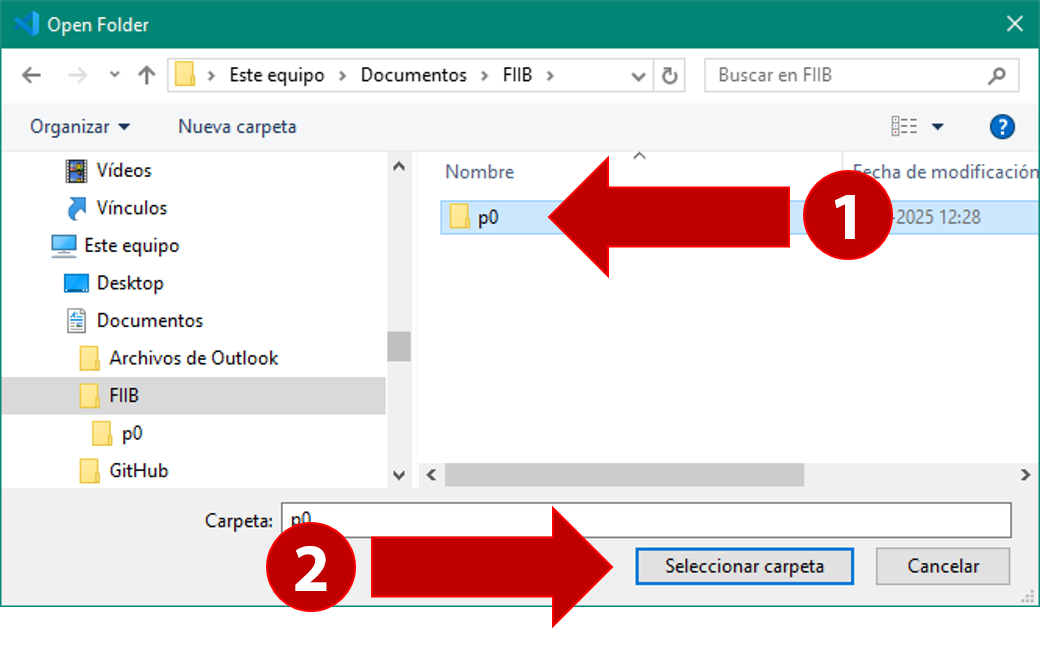 Open Folder
Este equipo Documentos FIIB
Buscar en FIIB
Organizar Nueva carpeta
?
Vídeos
Vínculos
Este equipo
Desktop
Documentos
Archivos de Outlook
FIIB
p0
GitHub
Nombre Fecha de modificación
p0 -2025 12:28
1
Carpeta: p0
2
Seleccionar carpeta Cancelar